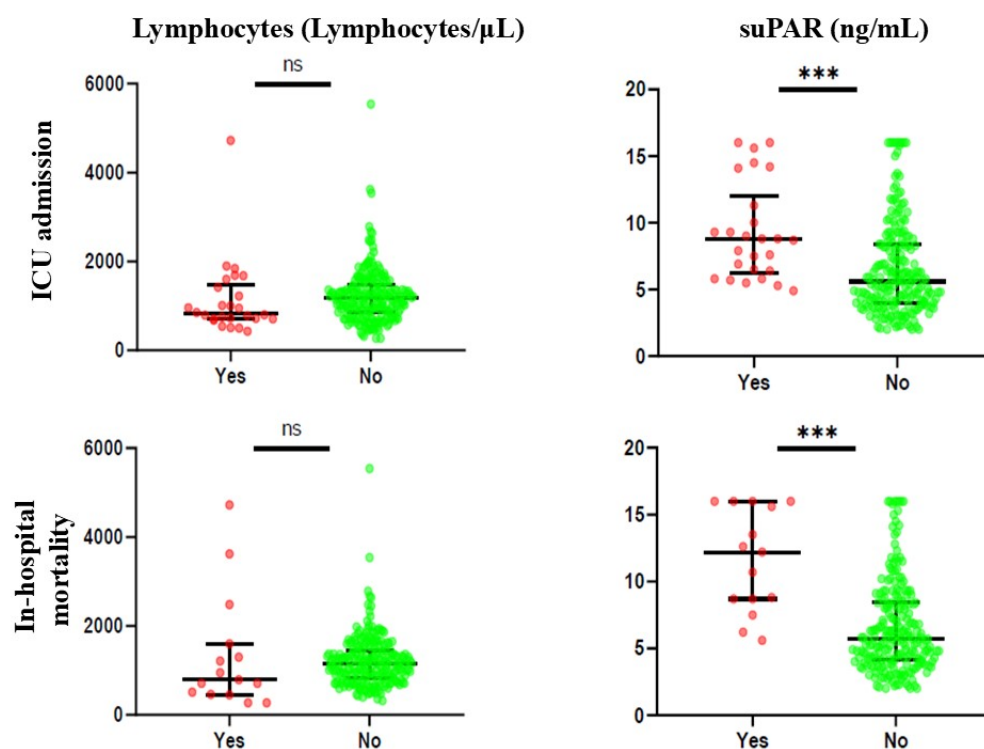 Lymphocytes (Lymphocytes/µL)
suPAR (ng/mL)
ICU admission
ns
6000
4000
2000
0
Yes
No
***
20
15
10
5
0
Yes
No
In-hospital
mortality
ns
6000
4000
2000
0
Yes
No
***
20
15
10
5
0
Yes
No